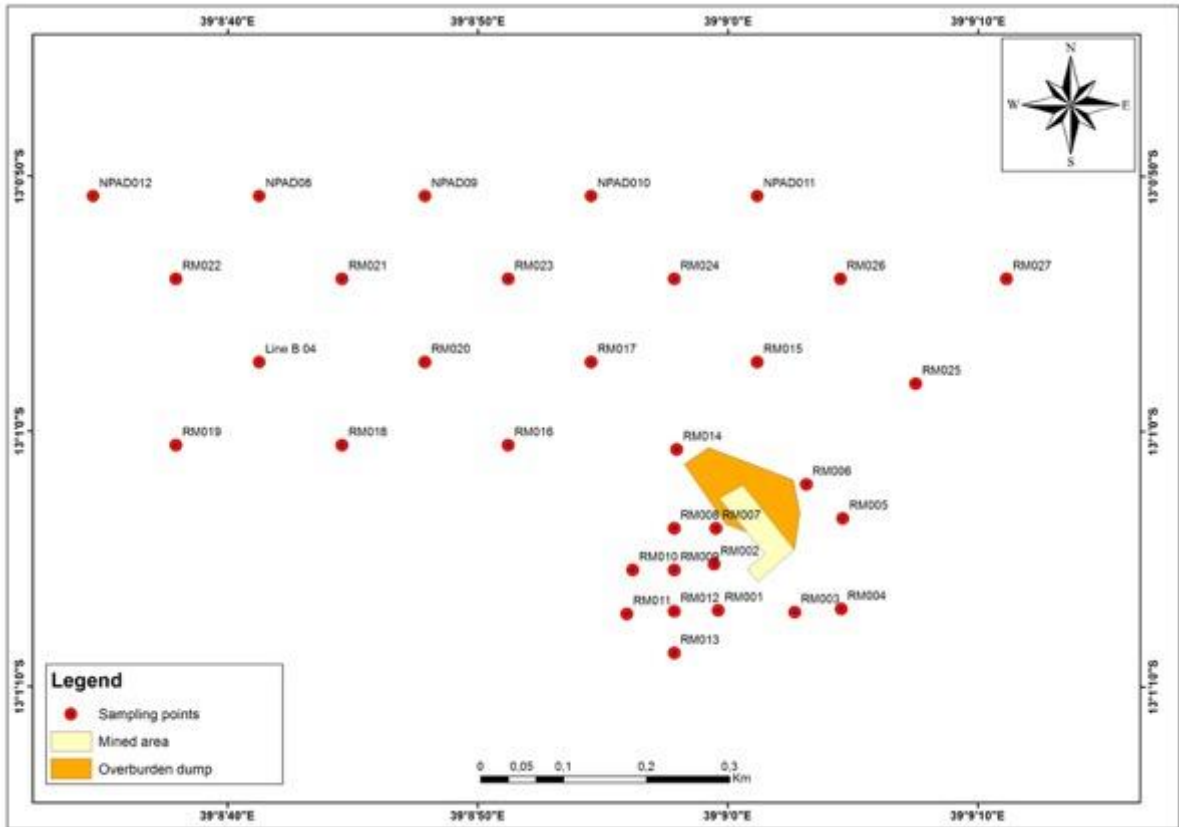 39°8'40"E 39°8'50"E 39°9'0"E 39°9'10"E
N
W E
S
13°0'50"S 13°0'50"S
NPAD012 NPAD08 NPAD09 NPAD010 NPAD011
RM022 RM021 RM023 RM024 RM026 RM027
Line B 04 RM020 RM017 RM015
RM025
13°1'0"S 13°1'0"S
RM019 RM018 RM016
RM014
RM006
RM005
RM008 RM007
RM010 RM009 RM002
RM011 RM012 RM001 RM003 RM004
RM013
13°1'10"S 13°1'10"S
Legend
Sampling points
Mined area
Overburden dump
0 0,05 0,1 0,2 0,3
Km
39°8'40"E 39°8'50"E 39°9'0"E 39°9'10"E